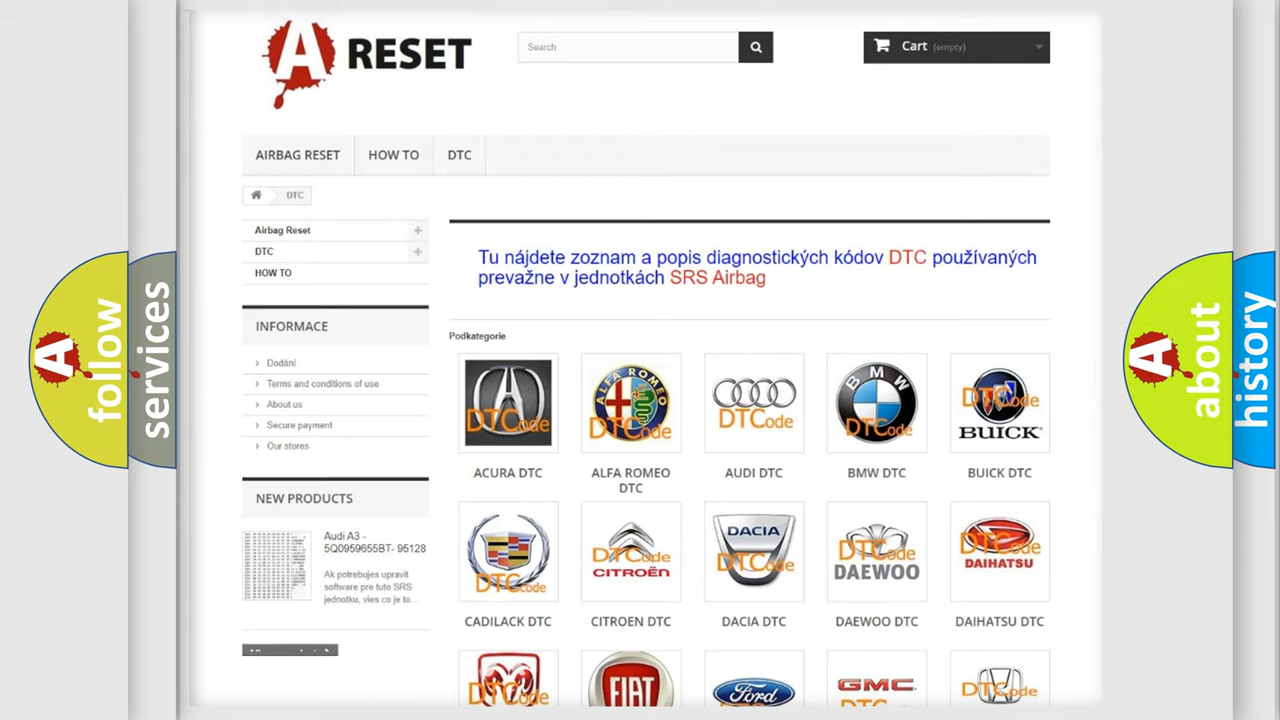 A RESET
Search
Cart (empty)
AIRBAG RESET
HOW TO
DTC
DTC
Airbag Reset
DTC
HOW TO
Tu nájdete zoznam a popis diagnostických kódov DTC používaných
prevažne v jednotkách SRS Airbag
INFORMACE
Dodání
Terms and conditions of use
About us
Secure payment
Our stores
Podkategorie
DTCode
ACURA DTC
ALFA ROMEO
DTCode
ALFA ROMEO
DTC
DTCode
AUDI DTC
BMW
DTCode
BMW DTC
DTCode
BUICK
BUICK DTC
NEW PRODUCTS
Audi A3 -
5Q0959655BT- 95128
Ak potrebujes upravit
software pre tuto SRS
jednotku, vies co je to...
DTCode
CADILACK DTC
DTCode
CITROËN
CITROEN DTC
DACIA
DTCode
DACIA DTC
DTCode
DAEWOO
DAEWOO DTC
DTCode
DAIHATSU
DAIHATSU DTC
DTCode
FIAT
Ford
GMC
DTCode
A follow
services
A about
history